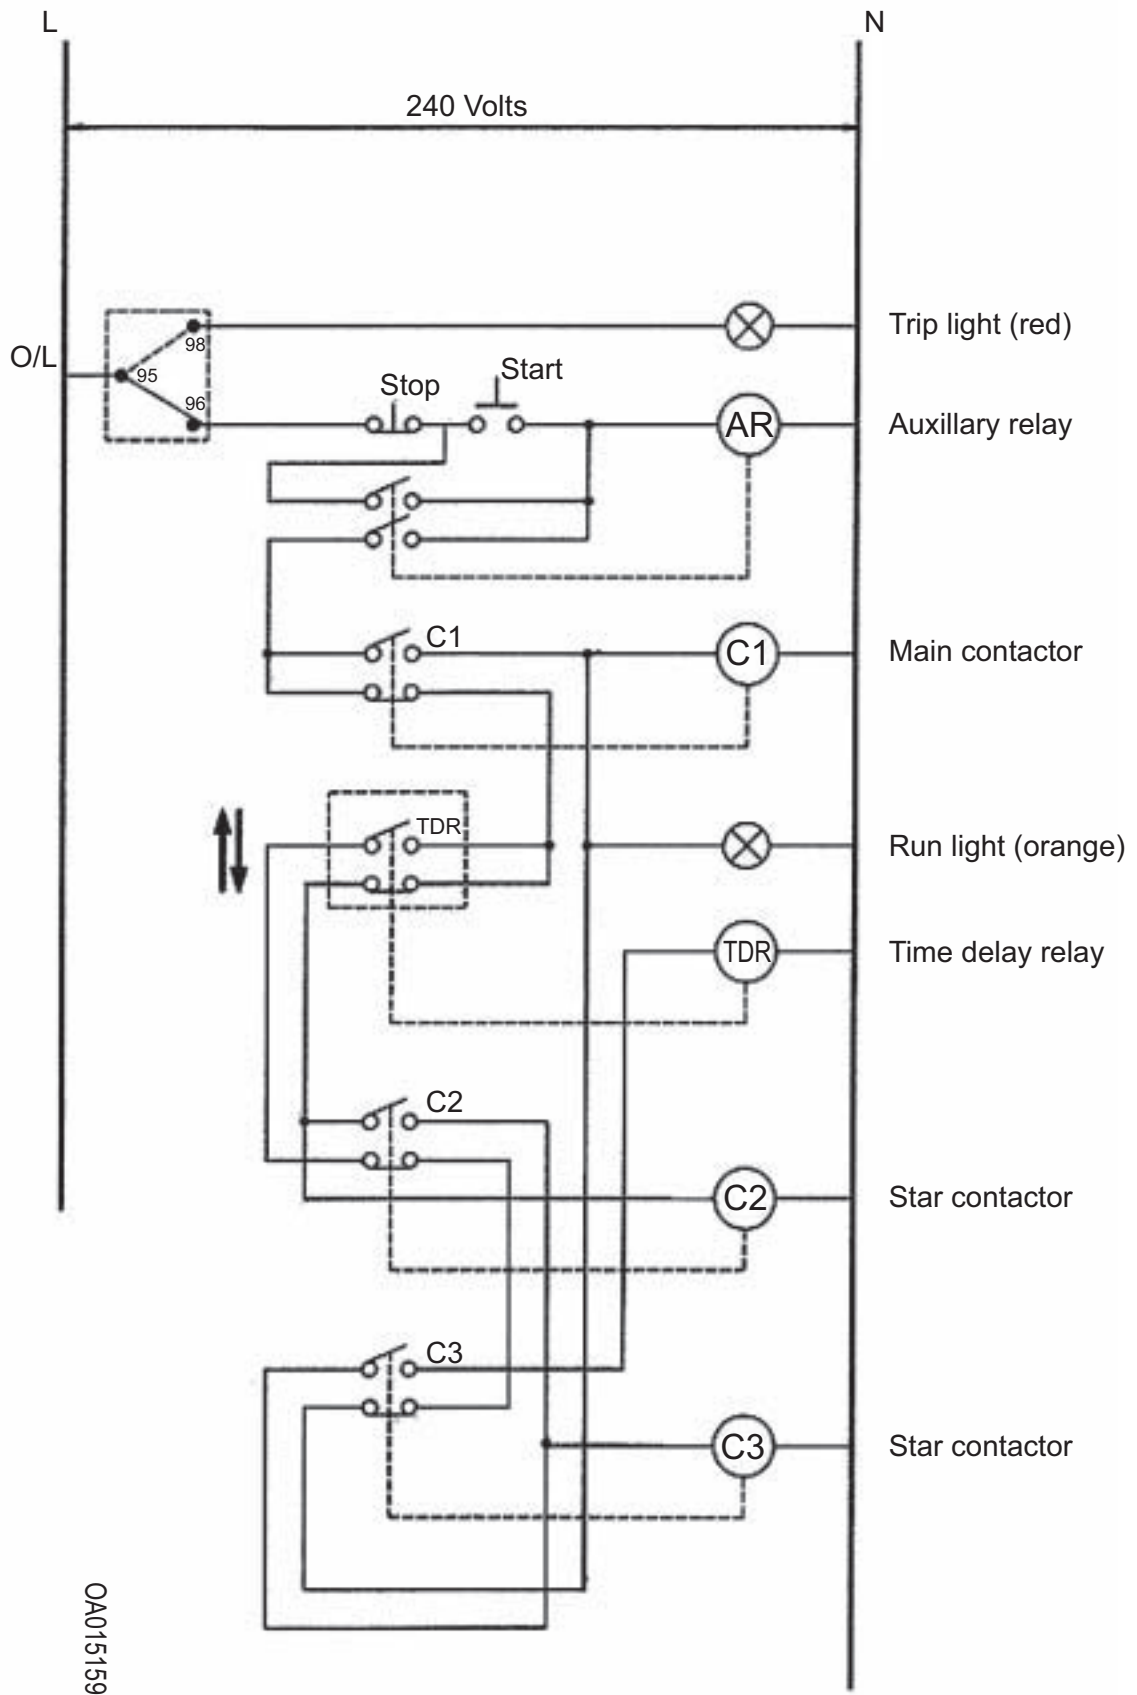 L
N
240 Volts
98
Trip light (red)
O/L
95
Start
Stop
96
AR
Auxillary relay
C1
C1
Main contactor
TDR
Run light (orange)
TDR
Time delay relay
C2
C2
Star contactor
C3
C3
Star contactor
OA015159